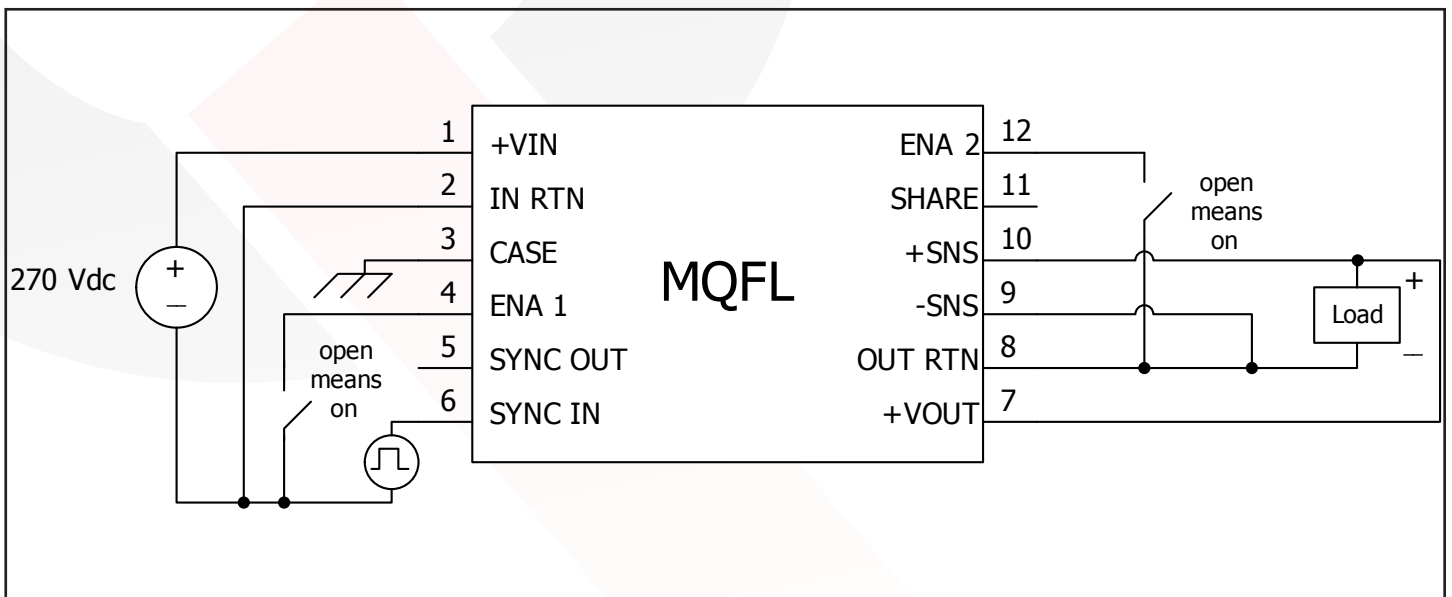 1 +VIN
2 IN RTN
3 CASE
4 ENA 1
5 SYNC OUT
6 SYNC IN
270 Vdc
+
—
open
means
on
MQFL
ENA 2 12
SHARE 11
+SNS 10
-SNS 9
OUT RTN 8
+VOUT 7
open
means
on
+
Load
—